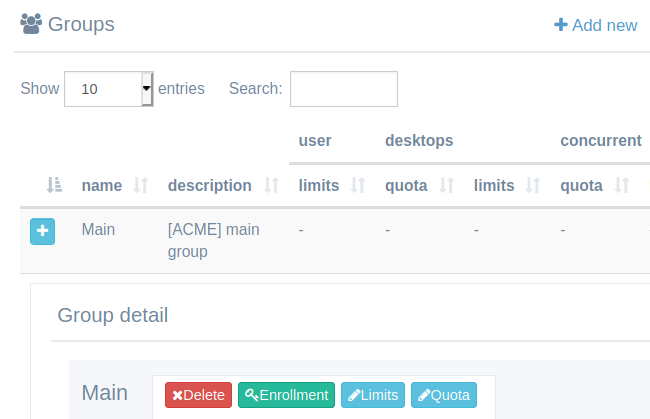 Groups
Add new
Show 10 entries Search:
user desktops concurrent
name description limits quota limits quota
Main [ACME] main group - - - -
Group detail
Main Delete Enrollment Limits Quota